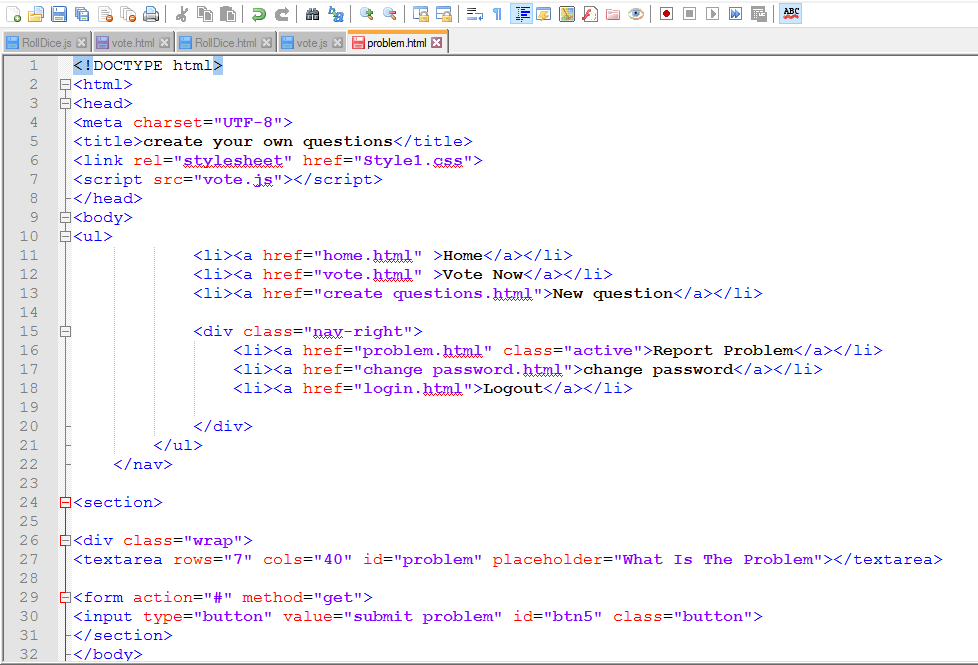 ABC
RollDice.js vote.html RollDice.html vote.js problem.html
1 <!DOCTYPE html>
2 <html>
3 <head>
4 <meta charset="UTF-8">
5 <title>create your own questions</title>
6 <link rel="stylesheet" href="Style1.css">
7 <script src="vote.js"></script>
8 </head>
9 <body>
10 <ul>
11 <li><a href="home.html" >Home</a></li>
12 <li><a href="vote.html" >Vote Now</a></li>
13 <li><a href="create questions.html">New question</a></li>
14
15 <div class="nav-right">
16 <li><a href="problem.html" class="active">Report Problem</a></li>
17 <li><a href="change password.html">change password</a></li>
18 <li><a href="login.html">Logout</a></li>
19
20 </div>
21 </ul>
22 </nav>
23
24 <section>
25
26 <div class="wrap">
27 <textarea rows="7" cols="40" id="problem" placeholder="What Is The Problem"></textarea>
28
29 <form action="#" method="get">
30 <input type="button" value="submit problem" id="btn5" class="button">
31 </section>
32 </body>